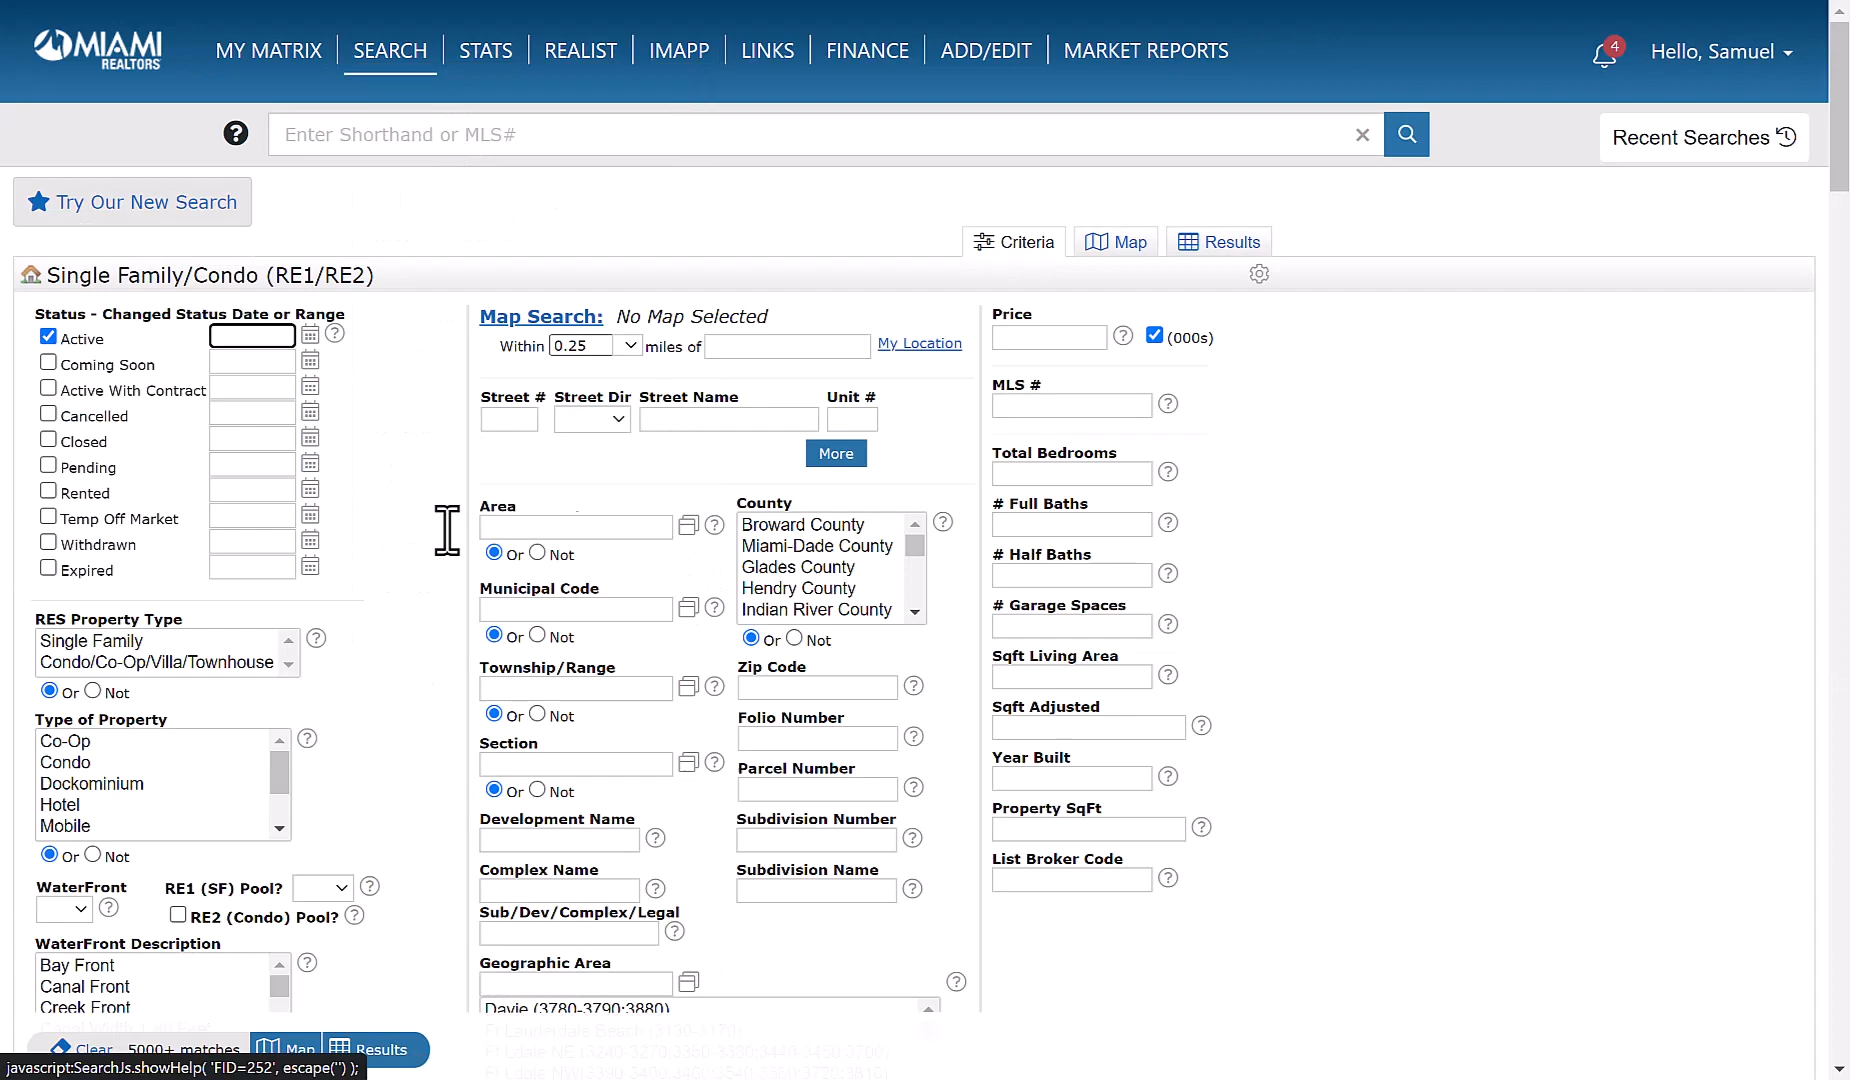 MIAMI REALTORS
MY MATRIX SEARCH STATS REALIST IMAPP LINKS FINANCE ADD/EDIT MARKET REPORTS
4
Hello, Samuel
Enter Shorthand or MLS#
Recent Searches
Try Our New Search
Criteria Map Results
Single Family/Condo (RE1/RE2)
Status - Changed Status Date or Range
Active
Coming Soon
Active With Contract
Cancelled
Closed
Pending
Rented
Temp Off Market
Withdrawn
Expired
RES Property Type
Single Family
Condo/Co-Op/Villa/Townhouse
Or Not
Type of Property
Co-Op
Condo
Dockominium
Hotel
Mobile
Or Not
WaterFront RE1 (SF) Pool?
RE2 (Condo) Pool?
WaterFront Description
Bay Front
Canal Front
Creek Front
Clear 5000+ matches Map Results
javascript:SearchJs.showHelp( 'FID=252', escape('') );
Map Search: No Map Selected
Within 0.25 miles of My Location
Street # Street Dir Street Name Unit #
More
Area
Or Not
Municipal Code
Or Not
Township/Range
Or Not
Section
Or Not
Development Name
Complex Name
Sub/Dev/Complex/Legal
Geographic Area
Davie (3780-3790;3880)
County
Broward County
Miami-Dade County
Glades County
Hendry County
Indian River County
Or Not
Zip Code
Folio Number
Parcel Number
Subdivision Number
Subdivision Name
Price
(000s)
MLS #
Total Bedrooms
# Full Baths
# Half Baths
# Garage Spaces
Sqft Living Area
Sqft Adjusted
Year Built
Property SqFt
List Broker Code